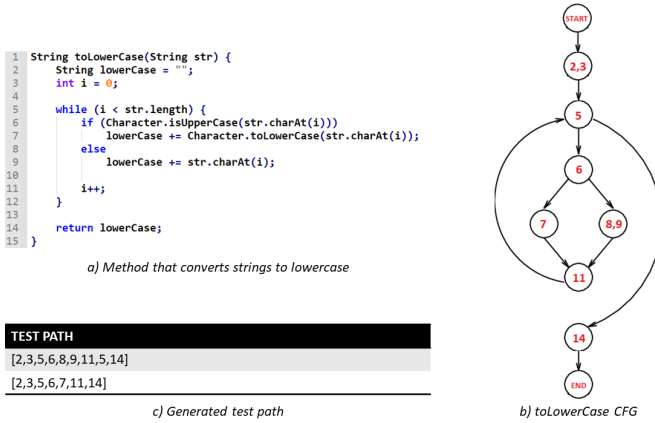 1 String toLowerCase(String str) {
2 String lowerCase = "";
3 int i = 0;
4
5 while (i < str.length) {
6 if (Character.isUpperCase(str.charAt(i)))
7 lowerCase += Character.toLowerCase(str.charAt(i));
8 else
9 lowerCase += str.charAt(i);
10
11 i++;
12 }
13
14 return lowerCase;
15 }
a) Method that converts strings to lowercase
TEST PATH
[2,3,5,6,8,9,11,5,14]
[2,3,5,6,7,11,14]
c) Generated test path
START
2,3
5
6
7
8,9
11
14
END
b) toLowerCase CFG